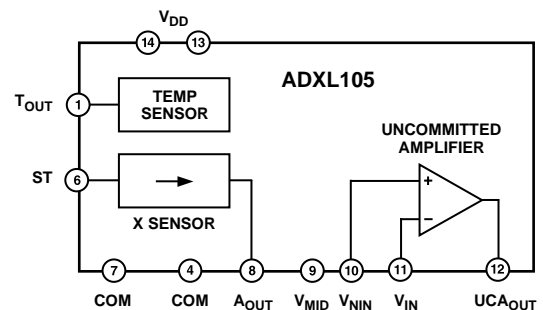 VDD
14 13
ADXL105
TOUT 1 TEMP SENSOR
UNCOMMITTED AMPLIFIER
ST 6
X SENSOR
+
−
7 4 8 9 10 11 12
COM COM AOUT VMID VNIN VIN UCAOUT